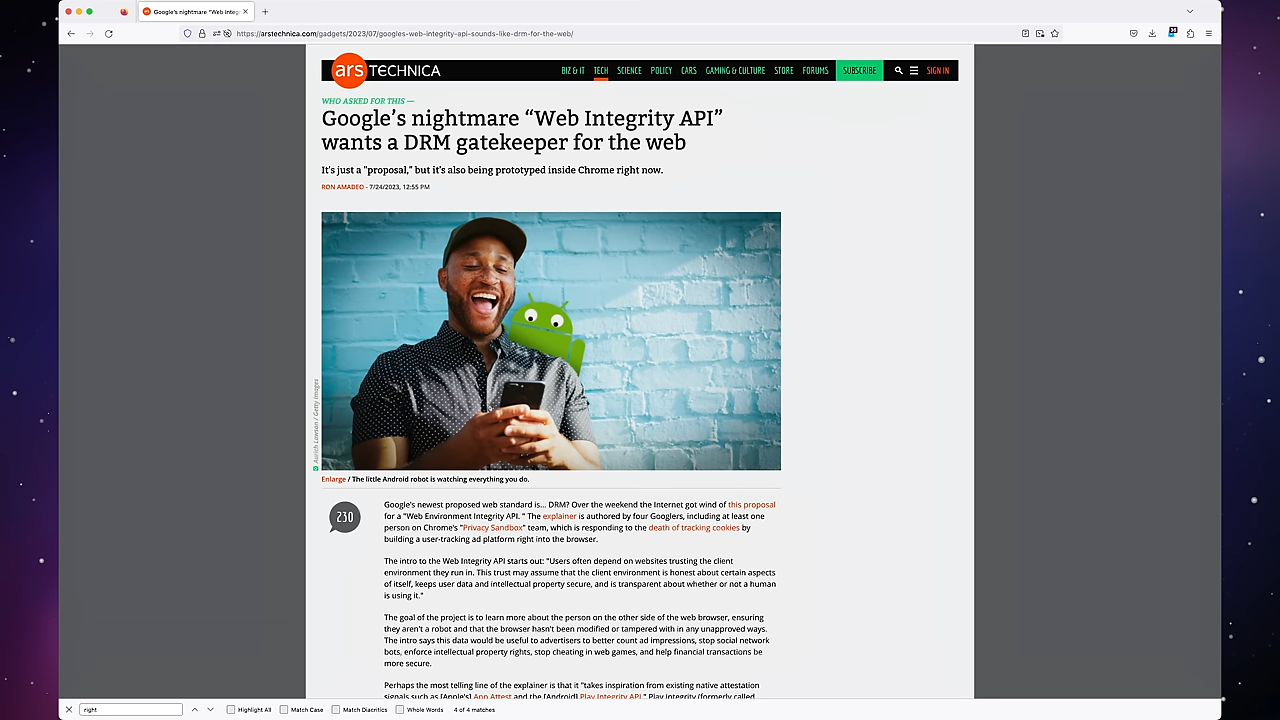 Google's nightmare "Web Integ
https://arstechnica.com/gadgets/2023/07/googles-web-integrity-api-sounds-like-drm-for-the-web/
ars TECHNICA
BIZ & IT TECH SCIENCE POLICY CARS GAMING & CULTURE STORE FORUMS SUBSCRIBE SIGN IN
WHO ASKED FOR THIS —
Google's nightmare “Web Integrity API”
wants a DRM gatekeeper for the web
It's just a "proposal," but it's also being prototyped inside Chrome right now.
RON AMADEO - 7/24/2023, 12:55 PM
Aurich Lawson / Getty Images
Enlarge / The little Android robot is watching everything you do.
230
Google's newest proposed web standard is... DRM? Over the weekend the Internet got wind of this proposal
for a "Web Environment Integrity API. " The explainer is authored by four Googlers, including at least one
person on Chrome's "Privacy Sandbox" team, which is responding to the death of tracking cookies by
building a user-tracking ad platform right into the browser.
The intro to the Web Integrity API starts out: "Users often depend on websites trusting the client
environment they run in. This trust may assume that the client environment is honest about certain aspects
of itself, keeps user data and intellectual property secure, and is transparent about whether or not a human
is using it."
The goal of the project is to learn more about the person on the other side of the web browser, ensuring
they aren't a robot and that the browser hasn't been modified or tampered with in any unapproved ways.
The intro says this data would be useful to advertisers to better count ad impressions, stop social network
bots, enforce intellectual property rights, stop cheating in web games, and help financial transactions be
more secure.
Perhaps the most telling line of the explainer is that it "takes inspiration from existing native attestation
signals such as [Apple's] App Attest and the [Android] Play Integrity API." Play Integrity (formerly called
right Highlight All Match Case Match Diacritics Whole Words 4 of 4 matches